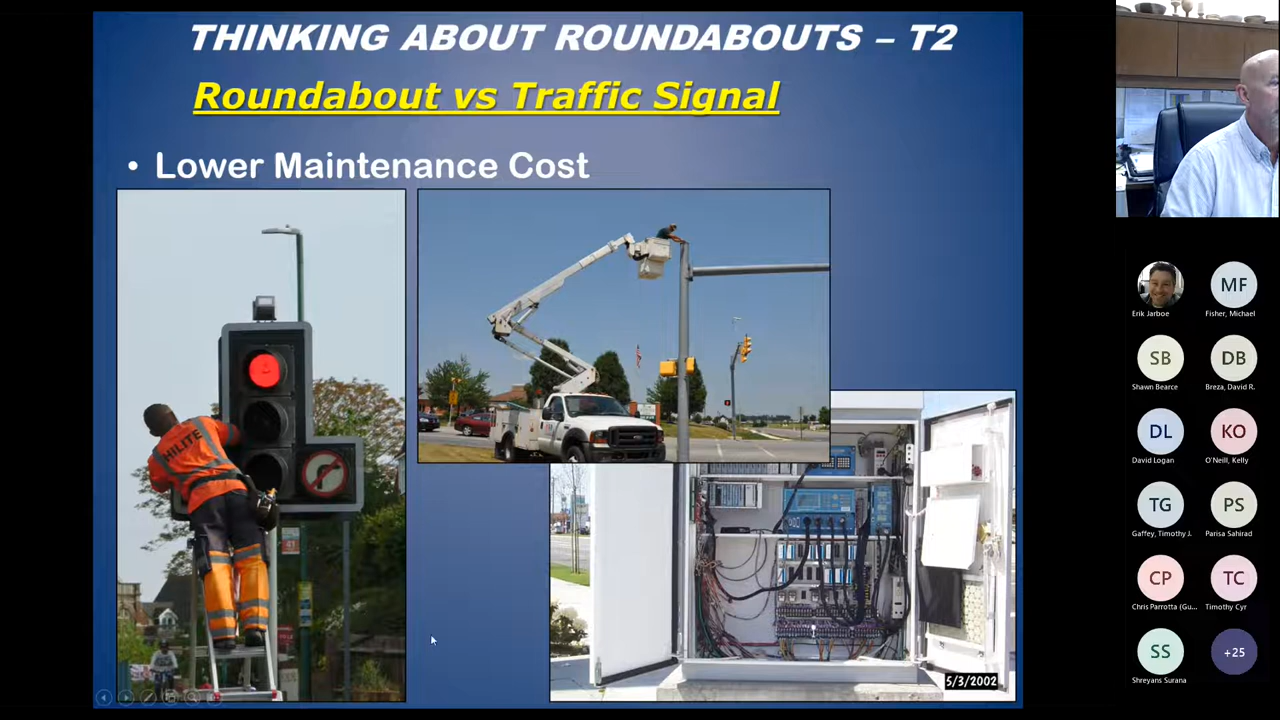 THINKING ABOUT ROUNDABOUTS – T2
Roundabout vs Traffic Signal
• Lower Maintenance Cost
HILITE
5/3/2002
Erik Jarboe
MF
Fisher, Michael
SB
Shawn Bearce
DB
Breza, David R.
DL
David Logan
KO
O'Neill, Kelly
TG
Gaffey, Timothy J.
PS
Parisa Sahirad
CP
Chris Parrotta (Gu...
TC
Timothy Cyr
SS
Shreyans Surana
+25